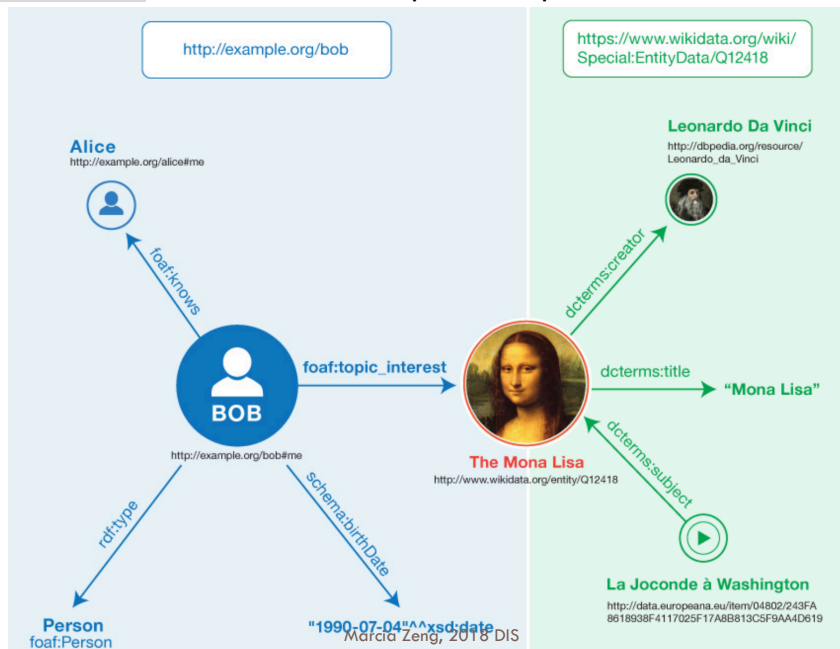 http://example.org/bob
https://www.wikidata.org/wiki/
Special:EntityData/Q12418
Alice
http://example.org/alice#me
Leonardo Da Vinci
http://dbpedia.org/resource/
Leonardo_da_Vinci
foaf:knows
dcterms:creator
foaf:topic_interest
dcterms:title
"Mona Lisa"
BOB
http://example.org/bob#me
The Mona Lisa
http://www.wikidata.org/entity/Q12418
dcterms:subject
rdf:type
schema:birthDate
La Joconde à Washington
http://data.europeana.eu/item/04802/243FA
8618938F4117025F17A8B813C5F9AA4D619
Person
foaf:Person
"1990-07-04"^^xsd:date
Marcia Zeng, 2018 DIS